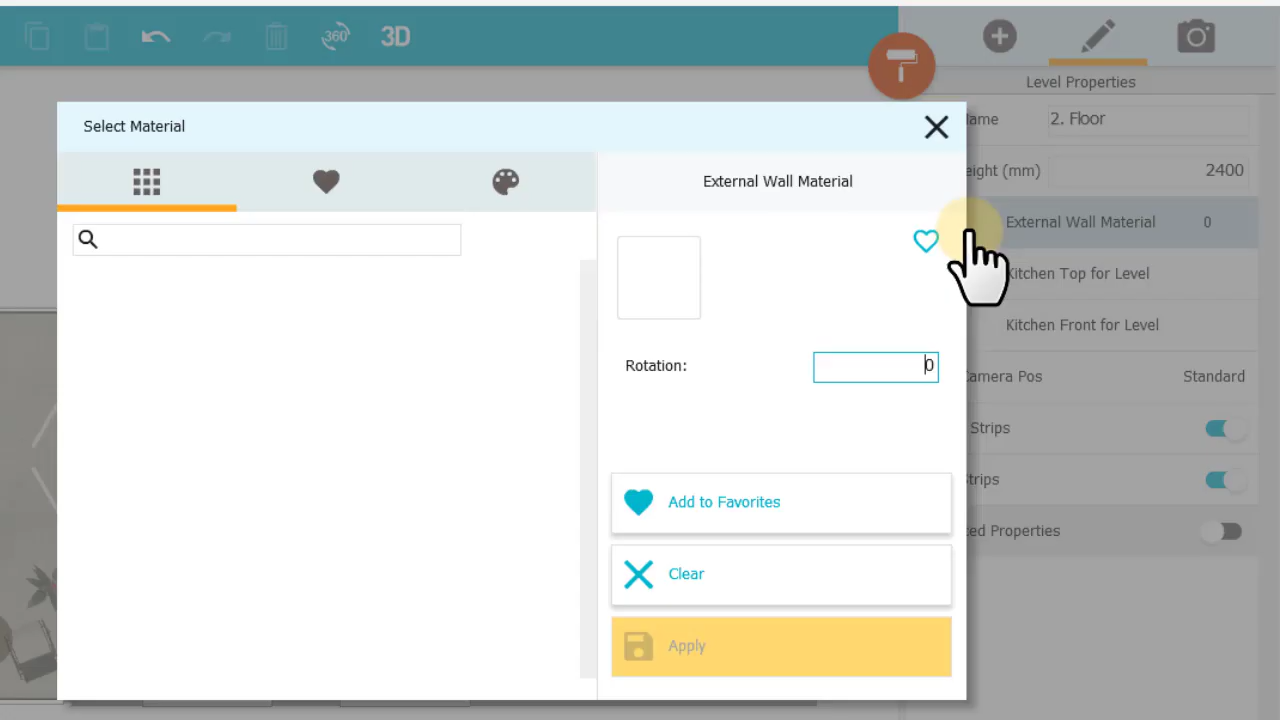 360
3D
Level Properties
ame
2. Floor
eight (mm)
2400
External Wall Material
0
Kitchen Top for Level
Kitchen Front for Level
Camera Pos
Standard
Strips
trips
ced Properties
Select Material
External Wall Material
Rotation:
0
Add to Favorites
Clear
Apply